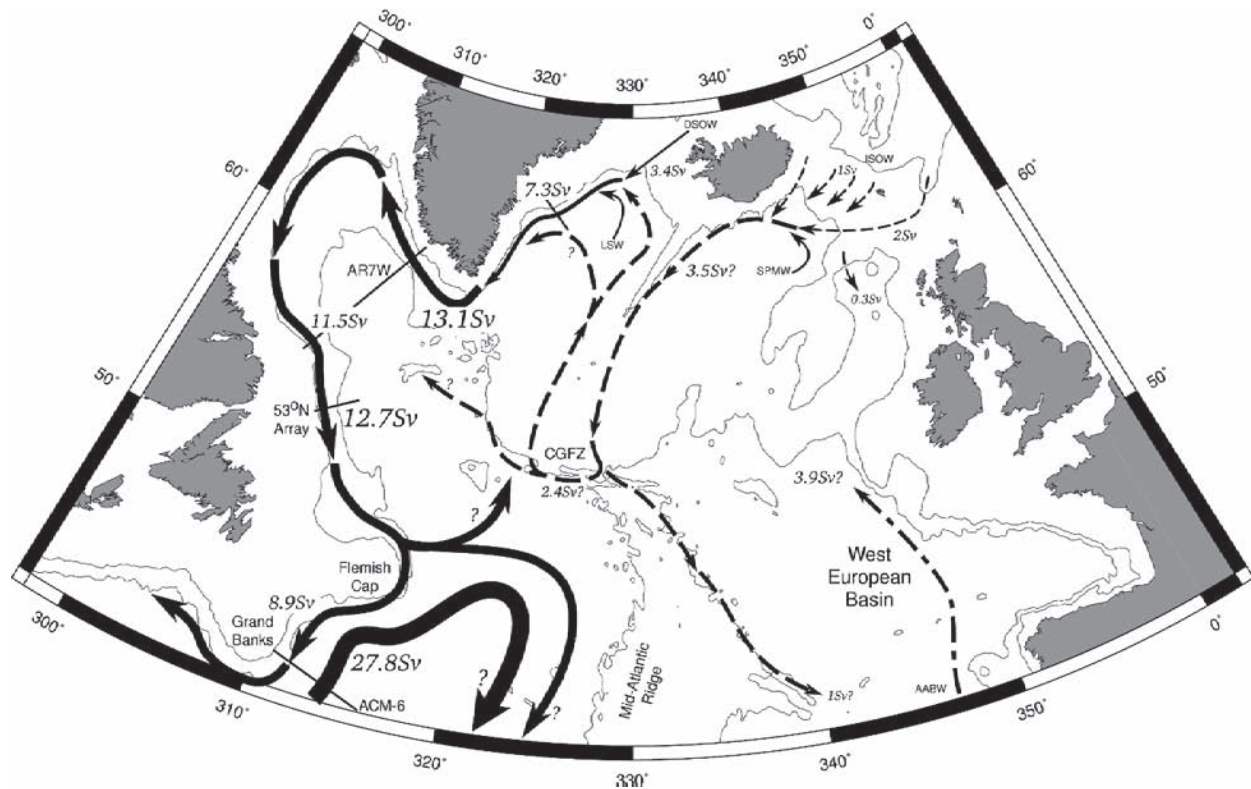 300°
310°
320°
330°
340°
350°
0°
60
60
DSOW
ISOW
3.4Sv
1Sv
7.3Sv
LSW
2Sv
AR7W
?
3.5Sv?
SPMW
0.3Sv
11.5Sv
13.1Sv
50
50
?
53°N
Array
12.7Sv
CGFZ
2.4Sv?
3.9Sv?
?
Flemish
Cap
West
European
Basin
8.9Sv
Grand
Banks
27.8Sv
?
?
Mid-Atlantic
Ridge
1Sv?
AABW
ACM-6
300°
310°
320°
330°
340°
350°
0°